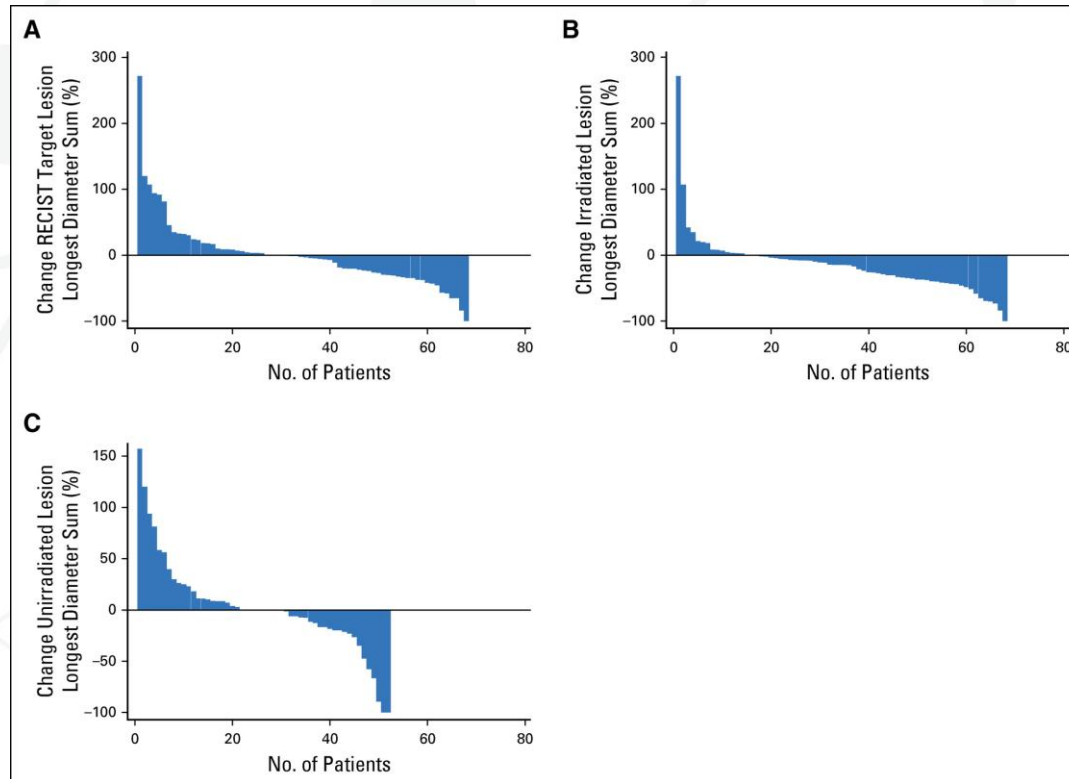 A
Change RECIST Target Lesion
Longest Diameter Sum (%)
300
200
100
0
–100
0 20 40 60 80
No. of Patients
B
Change Irradiated Lesion
Longest Diameter Sum (%)
300
200
100
0
–100
0 20 40 60 80
No. of Patients
C
Change Unirradiated Lesion
Longest Diameter Sum (%)
150
100
50
0
–50
–100
0 20 40 60 80
No. of Patients